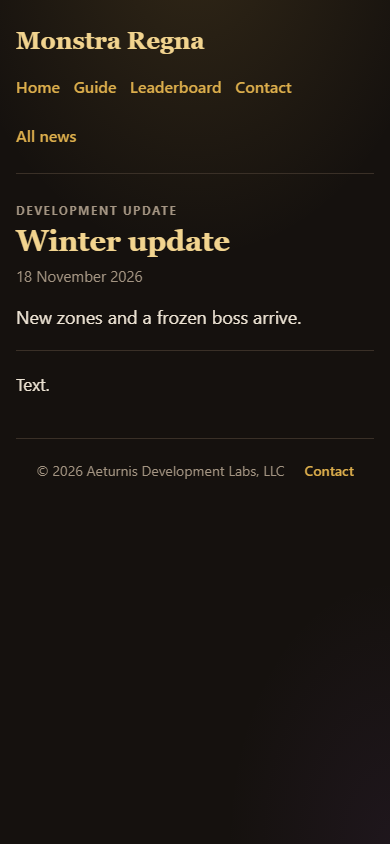 Monstra Regna
Home Guide Leaderboard Contact
All news
DEVELOPMENT UPDATE
Winter update
18 November 2026
New zones and a frozen boss arrive.
Text.
© 2026 Aeturnis Development Labs, LLC Contact